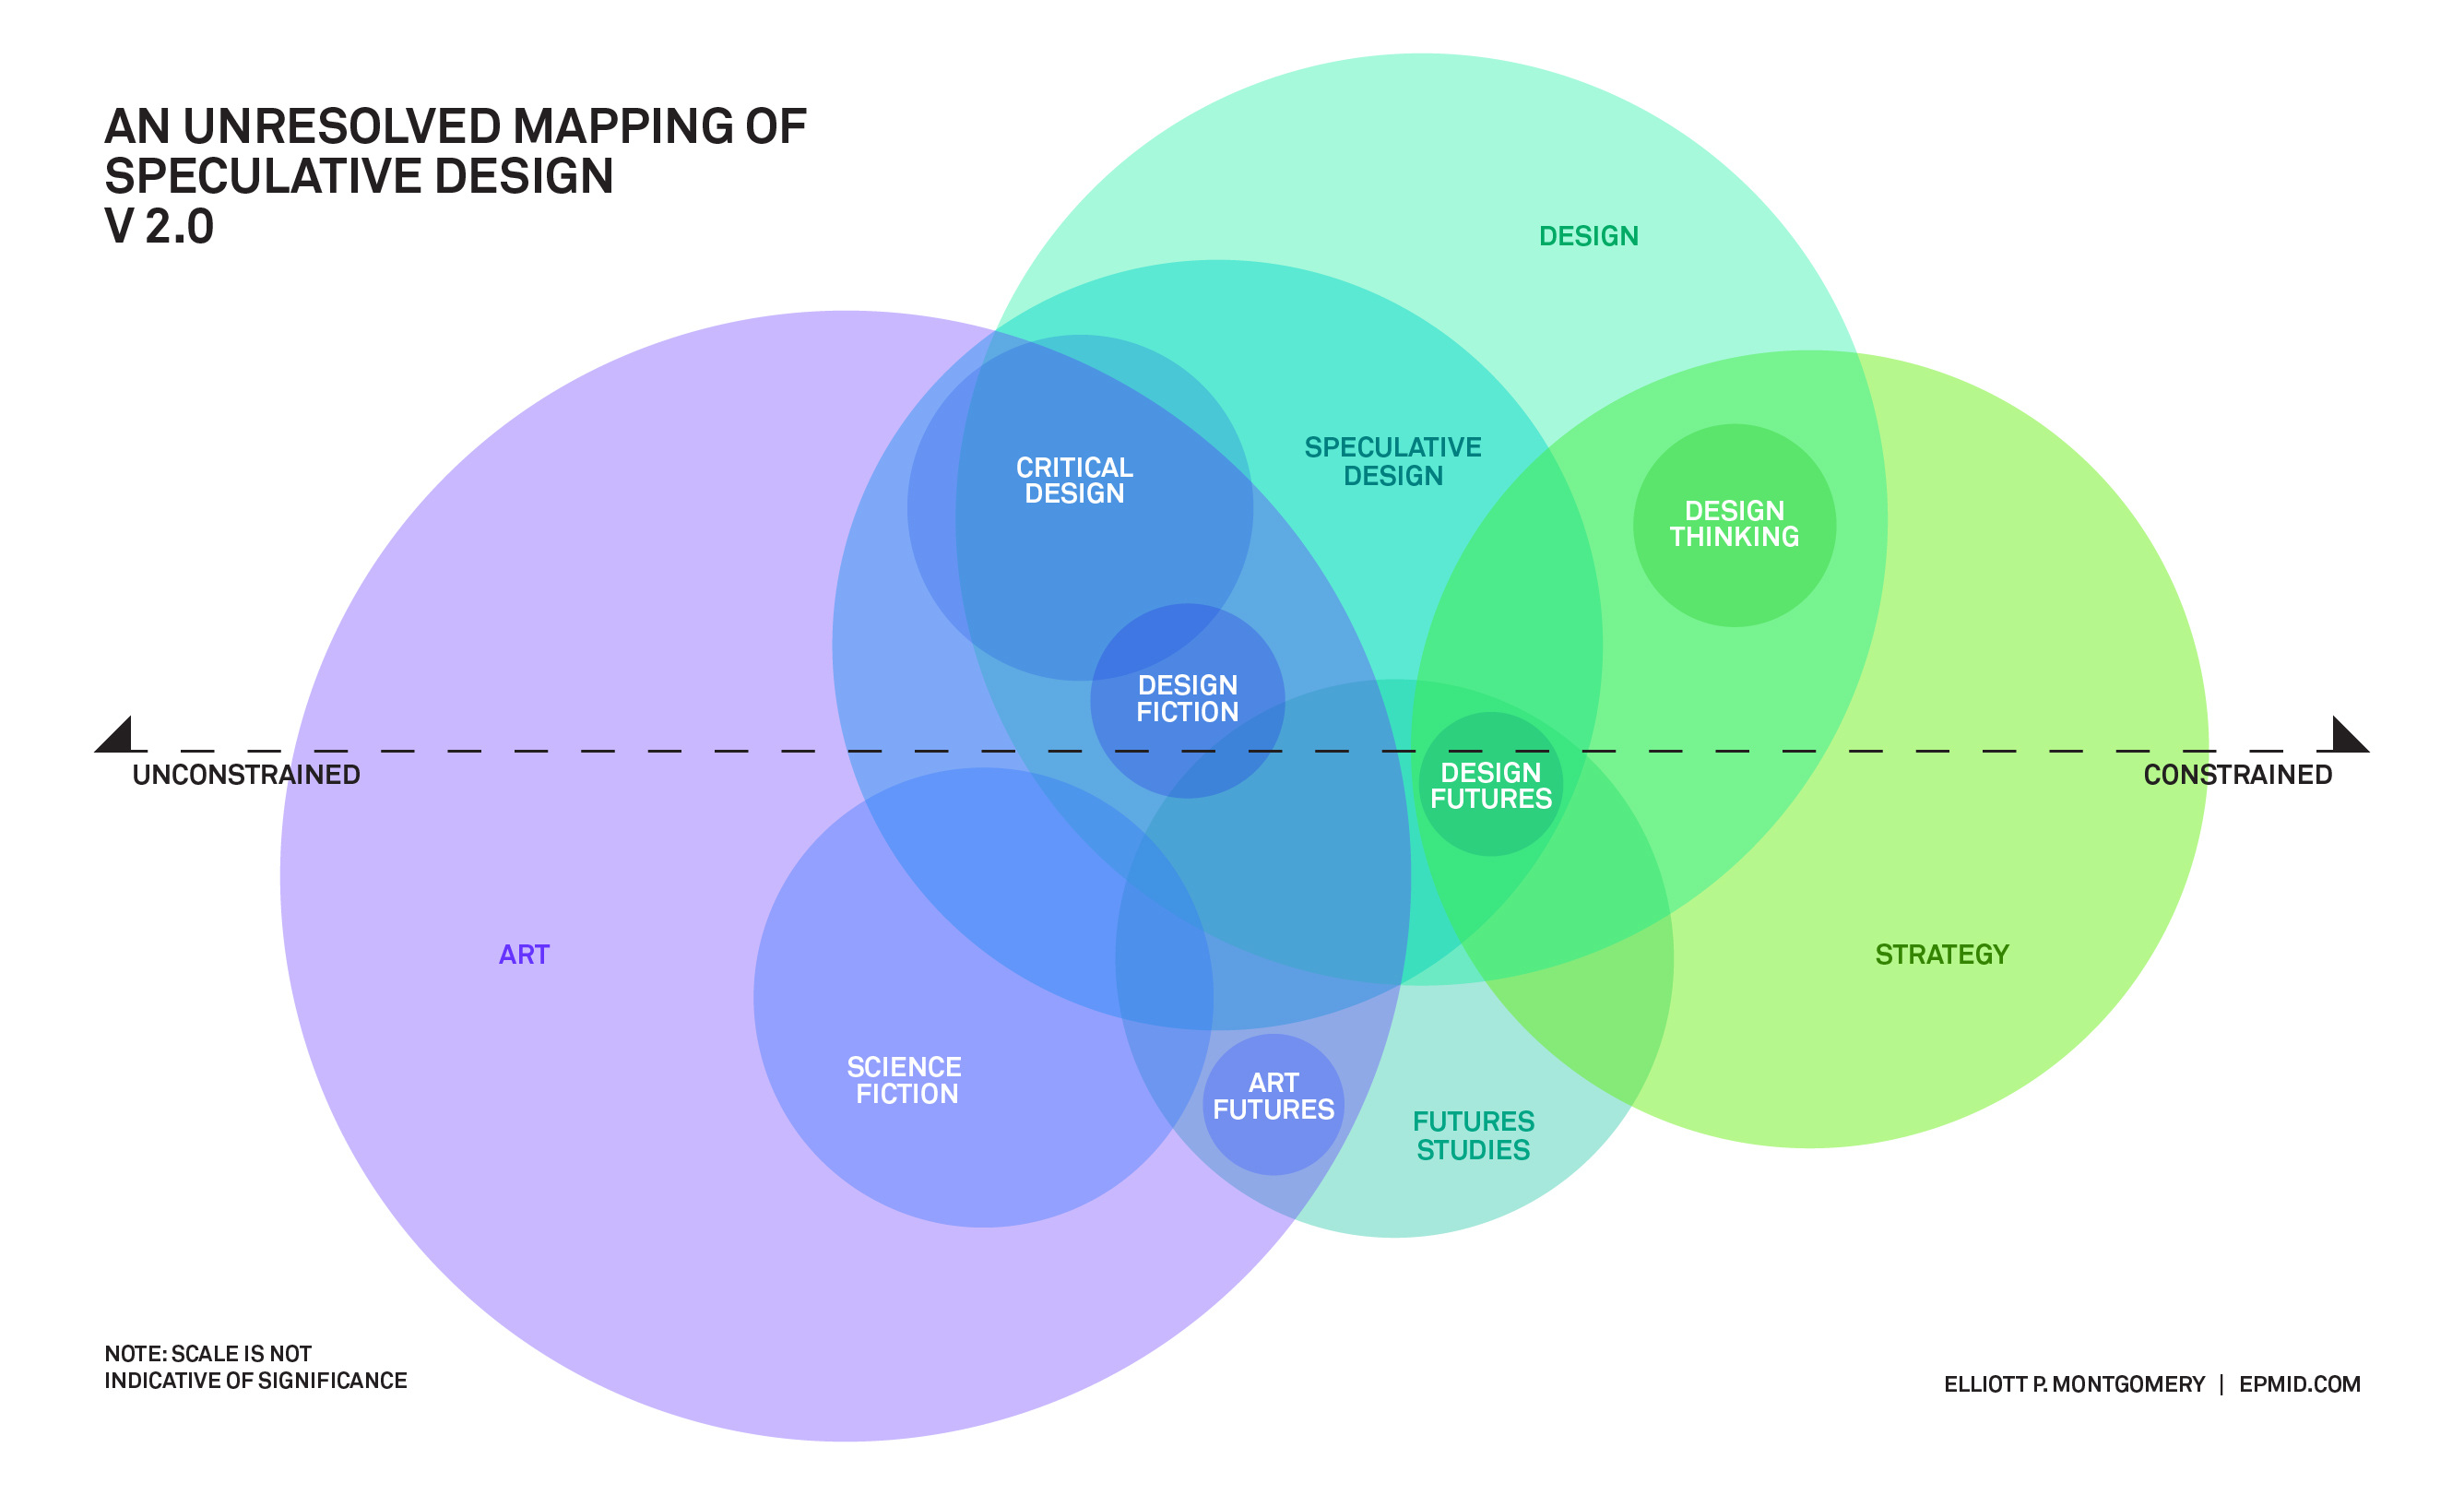 AN UNRESOLVED MAPPING OF
SPECULATIVE DESIGN
V 2.0
DESIGN
SPECULATIVE
DESIGN
CRITICAL
DESIGN
DESIGN
THINKING
DESIGN
FICTION
UNCONSTRAINED
CONSTRAINED
DESIGN
FUTURES
ART
STRATEGY
SCIENCE
FICTION
ART
FUTURES
FUTURES
STUDIES
NOTE: SCALE IS NOT
INDICATIVE OF SIGNIFICANCE
ELLIOTT P. MONTGOMERY | EPMID.COM